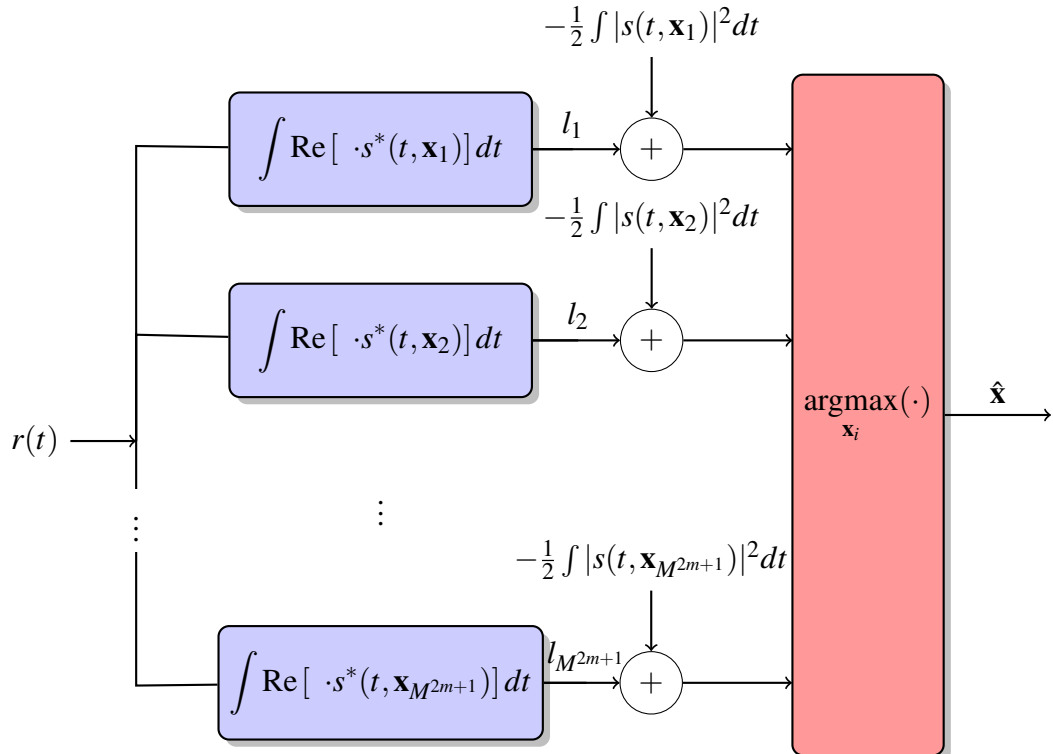 −½ ∫ |s(t, x₁)|² dt
∫ Re [ ·s*(t, x₁)] dt
l₁
+
−½ ∫ |s(t, x₂)|² dt
∫ Re [ ·s*(t, x₂)] dt
l₂
+
argmax(·)
xᵢ
x̂
r(t)
⋮
⋮
−½ ∫ |s(t, x_{M^{2m+1}})|² dt
∫ Re [ ·s*(t, x_{M^{2m+1}})] dt
l_{M^{2m+1}}
+